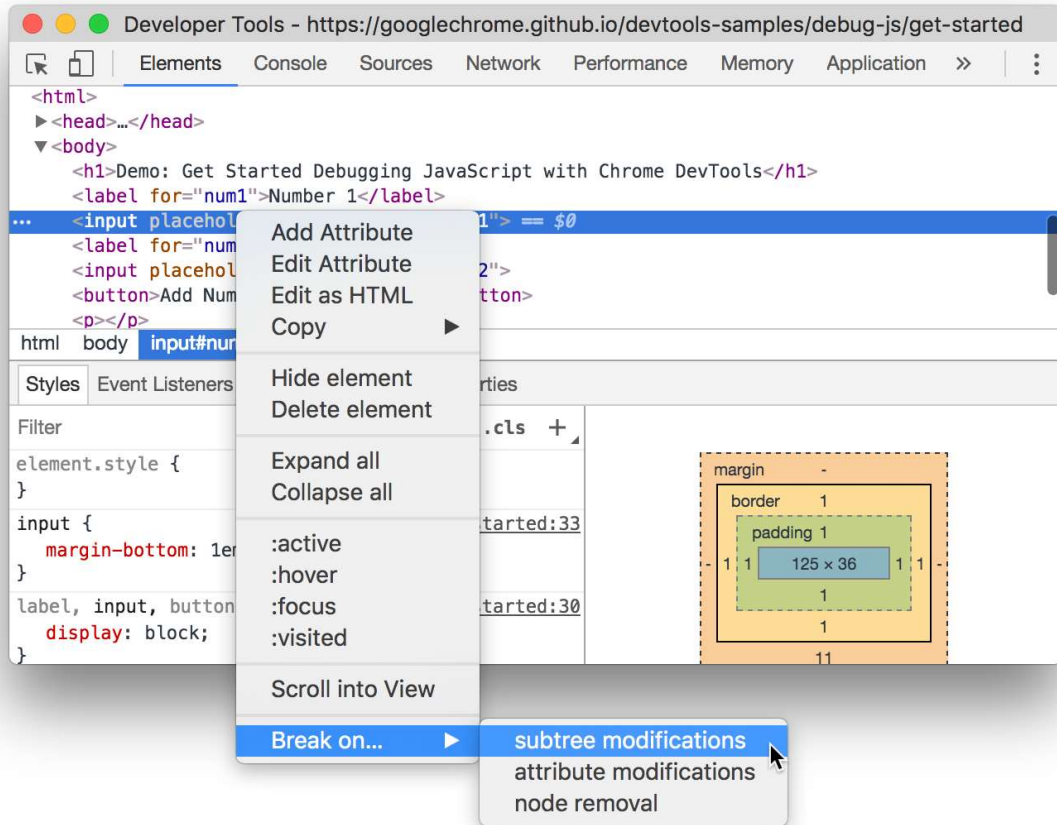 Developer Tools - https://googlechrome.github.io/devtools-samples/debug-js/get-started
Elements Console Sources Network Performance Memory Application »
<html>
▶<head>…</head>
▼<body>
<h1>Demo: Get Started Debugging JavaScript with Chrome DevTools</h1>
<label for="num1">Number 1</label>
... <input placehol 1"> == $0
<label for="num
<input placehol 2">
<button>Add Num tton>
<p></p>
html body input#nu
Styles Event Listeners rties
Filter .cls +
element.style {
}
input { tarted:33
margin-bottom: 1e
}
label, input, button tarted:30
display: block;
}
Add Attribute
Edit Attribute
Edit as HTML
Copy ▶
Hide element
Delete element
Expand all
Collapse all
:active
:hover
:focus
:visited
Scroll into View
Break on... ▶
subtree modifications
attribute modifications
node removal
margin -
border 1
padding 1
- 1 1 125 × 36 1 1 -
1
1
11